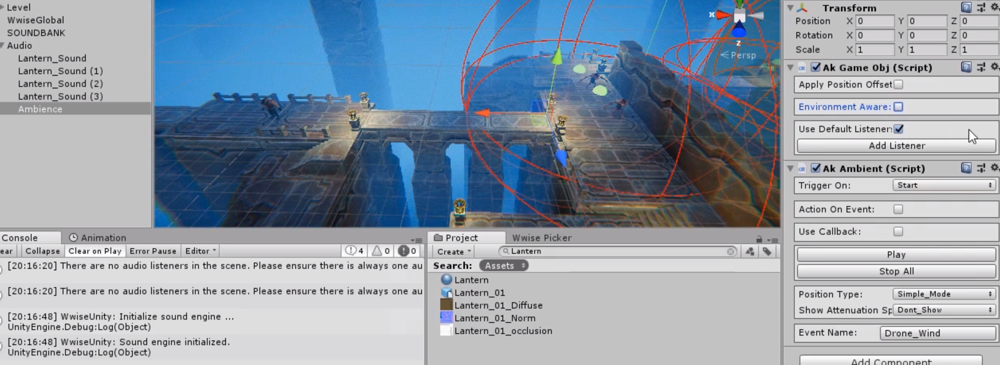 Level
WwiseGlobal
SOUNDBANK
Audio
Lantern_Sound
Lantern_Sound (1)
Lantern_Sound (2)
Lantern_Sound (3)
Ambience
x
z
Persp
Transform
Position X 0 Y 0 Z 0
Rotation X 0 Y 0 Z 0
Scale X 1 Y 1 Z 1
Ak Game Obj (Script)
Apply Position Offset
Environment Aware:
Use Default Listener:
Add Listener
Ak Ambient (Script)
Trigger On: Start
Action On Event:
Use Callback:
Play
Stop All
Position Type: Simple_Mode
Show Attenuation Sp Dont_Show
Event Name: Drone_Wind
Add Component
Console Animation
ear Collapse Clear on Play Error Pause Editor 4 0 0
[20:16:20] There are no audio listeners in the scene. Please ensure there is always one au
[20:16:20] There are no audio listeners in the scene. Please ensure there is always one au
[20:16:48] WwiseUnity: Initialize sound engine ...
UnityEngine.Debug:Log(Object)
[20:16:48] WwiseUnity: Sound engine initialized.
UnityEngine.Debug:Log(Object)
Project Wwise Picker
Create Lantern
Search: Assets
Lantern
Lantern_01
Lantern_01_Diffuse
Lantern_01_Norm
Lantern_01_occlusion